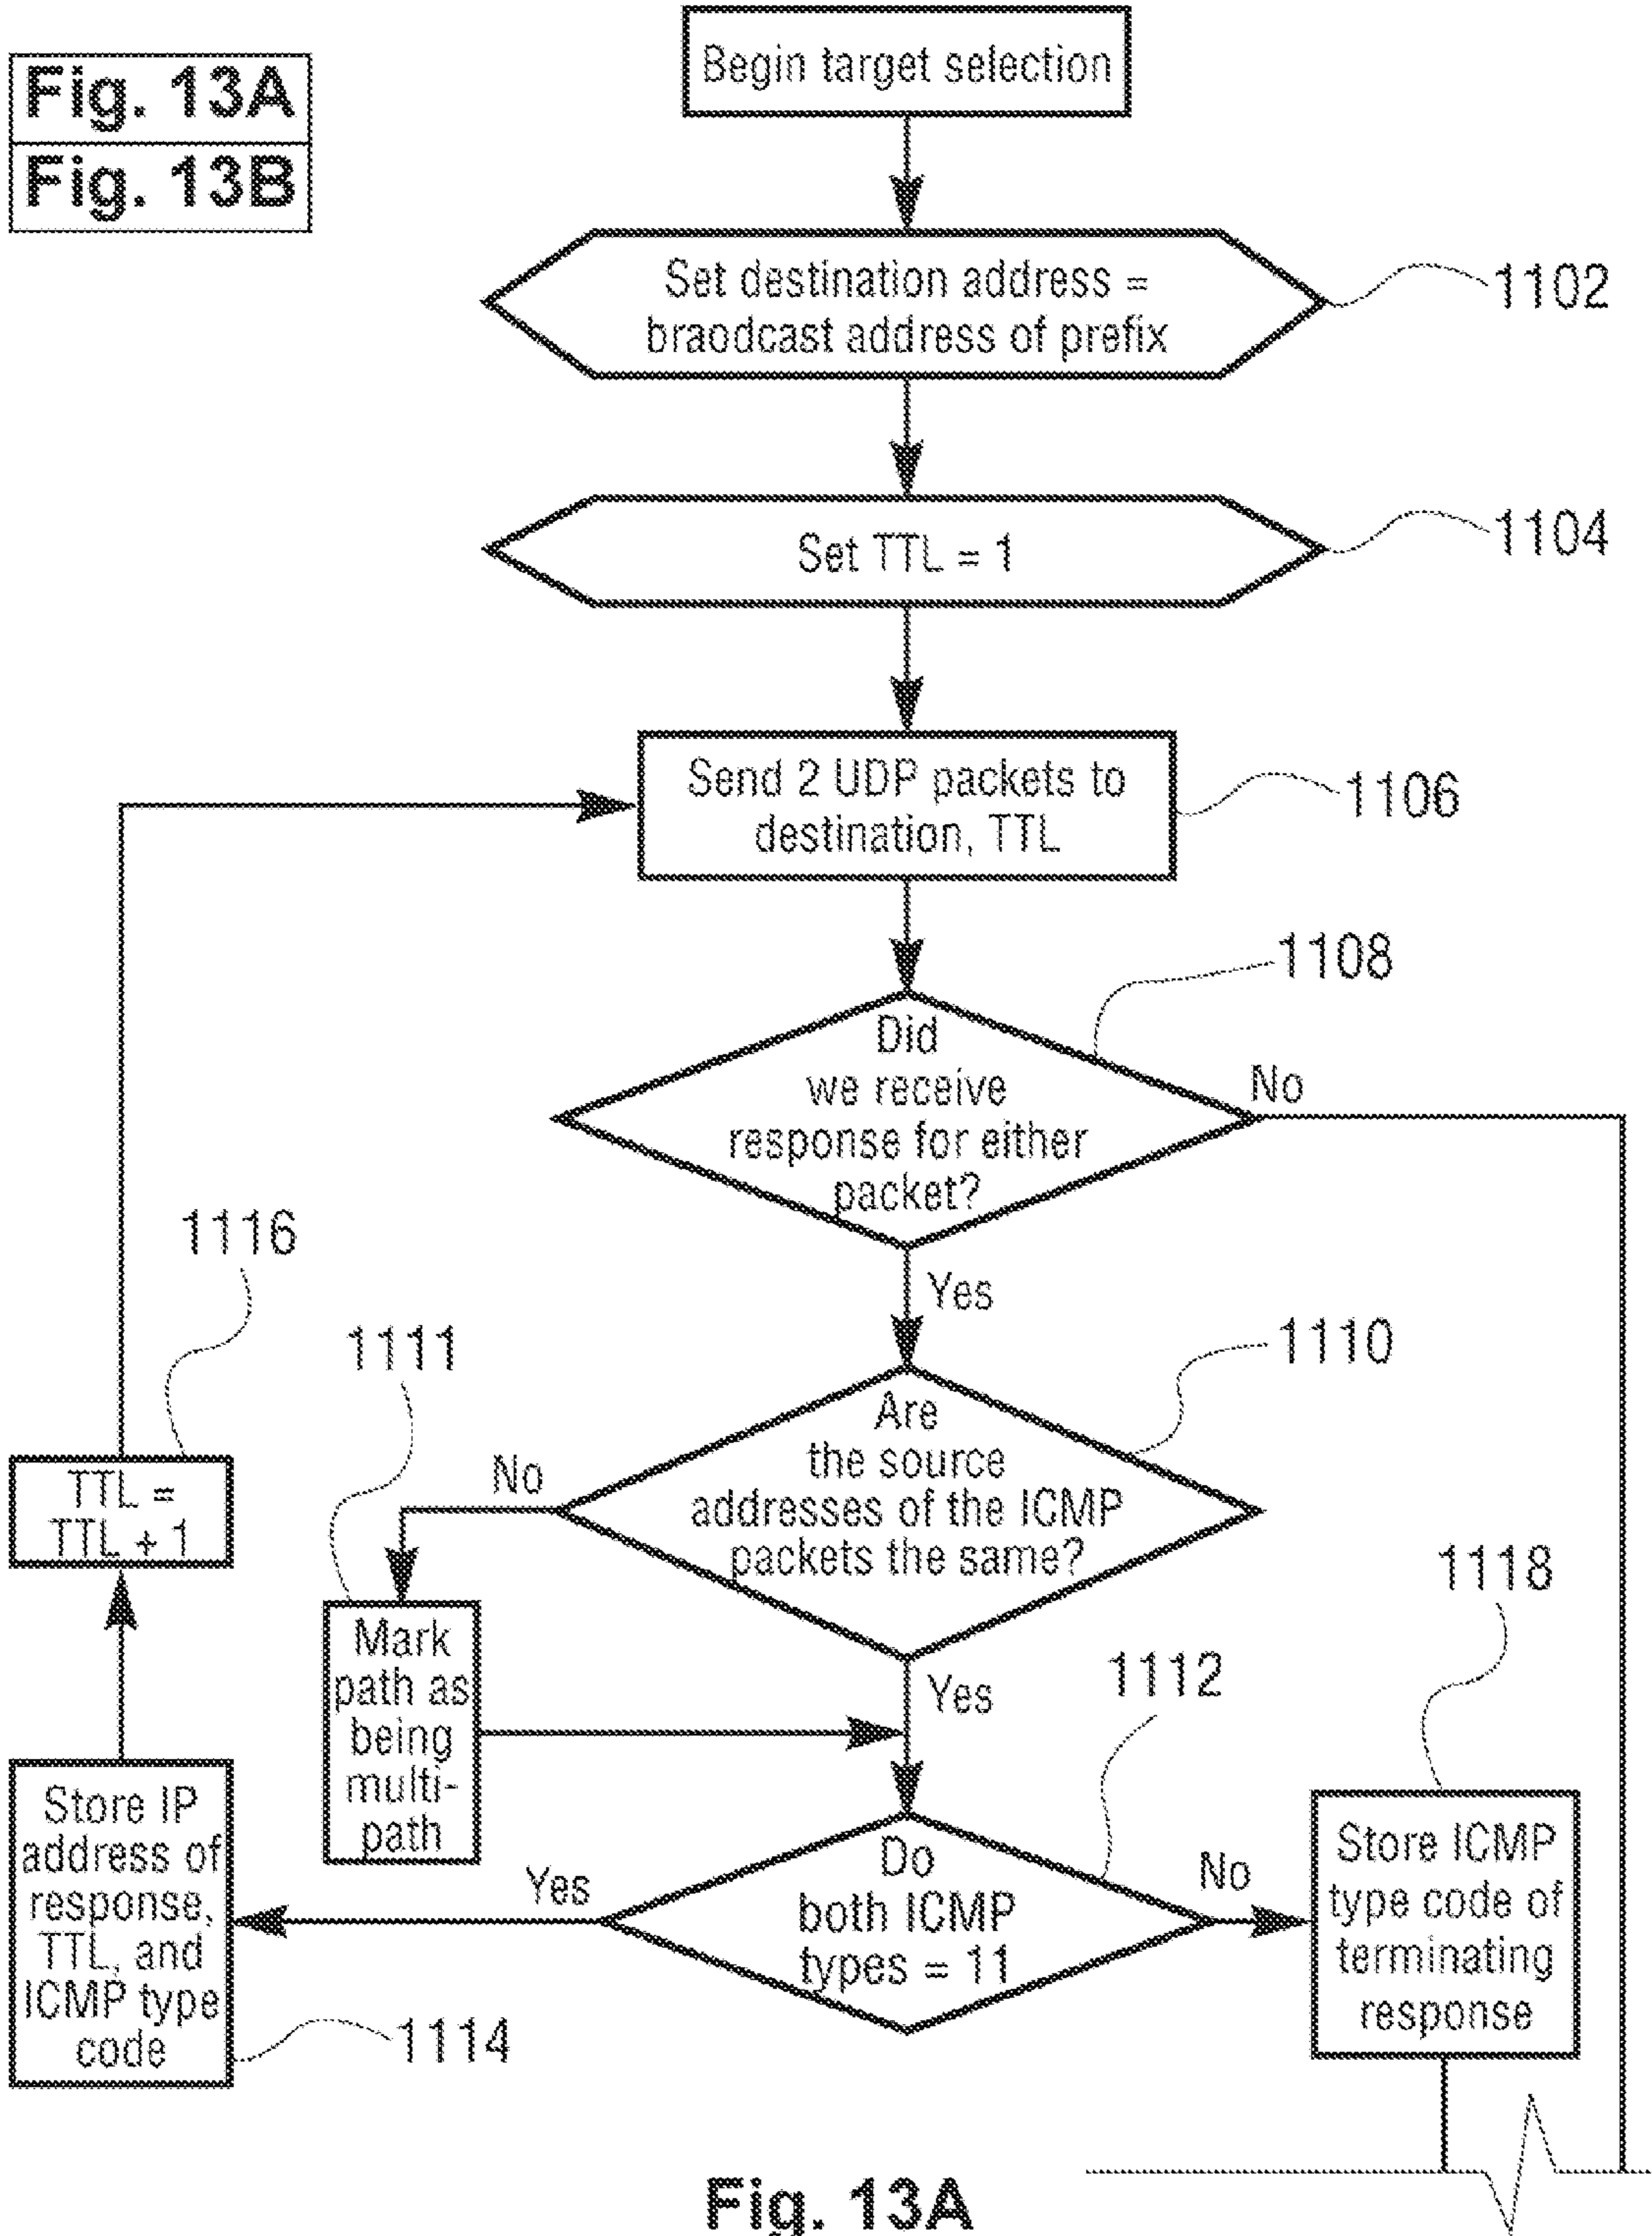 Fig. 13A
Fig. 13B
Begin target selection
Set destination address =
braodcast address of prefix
1102
Set TTL = 1
1104
Send 2 UDP packets to
destination, TTL
1106
1108
Did
we receive
response for either
packet?
No
Yes
1116
1111
1110
Are
the source
addresses of the ICMP
packets the same?
No
TTL =
TTL + 1
1118
Mark
path as
being
multi-
path
Yes
1112
Store IP
address of
response,
TTL, and
ICMP type
code
Yes
Do
both ICMP
types = 11
No
Store ICMP
type code of
terminating
response
1114
Fig. 13A